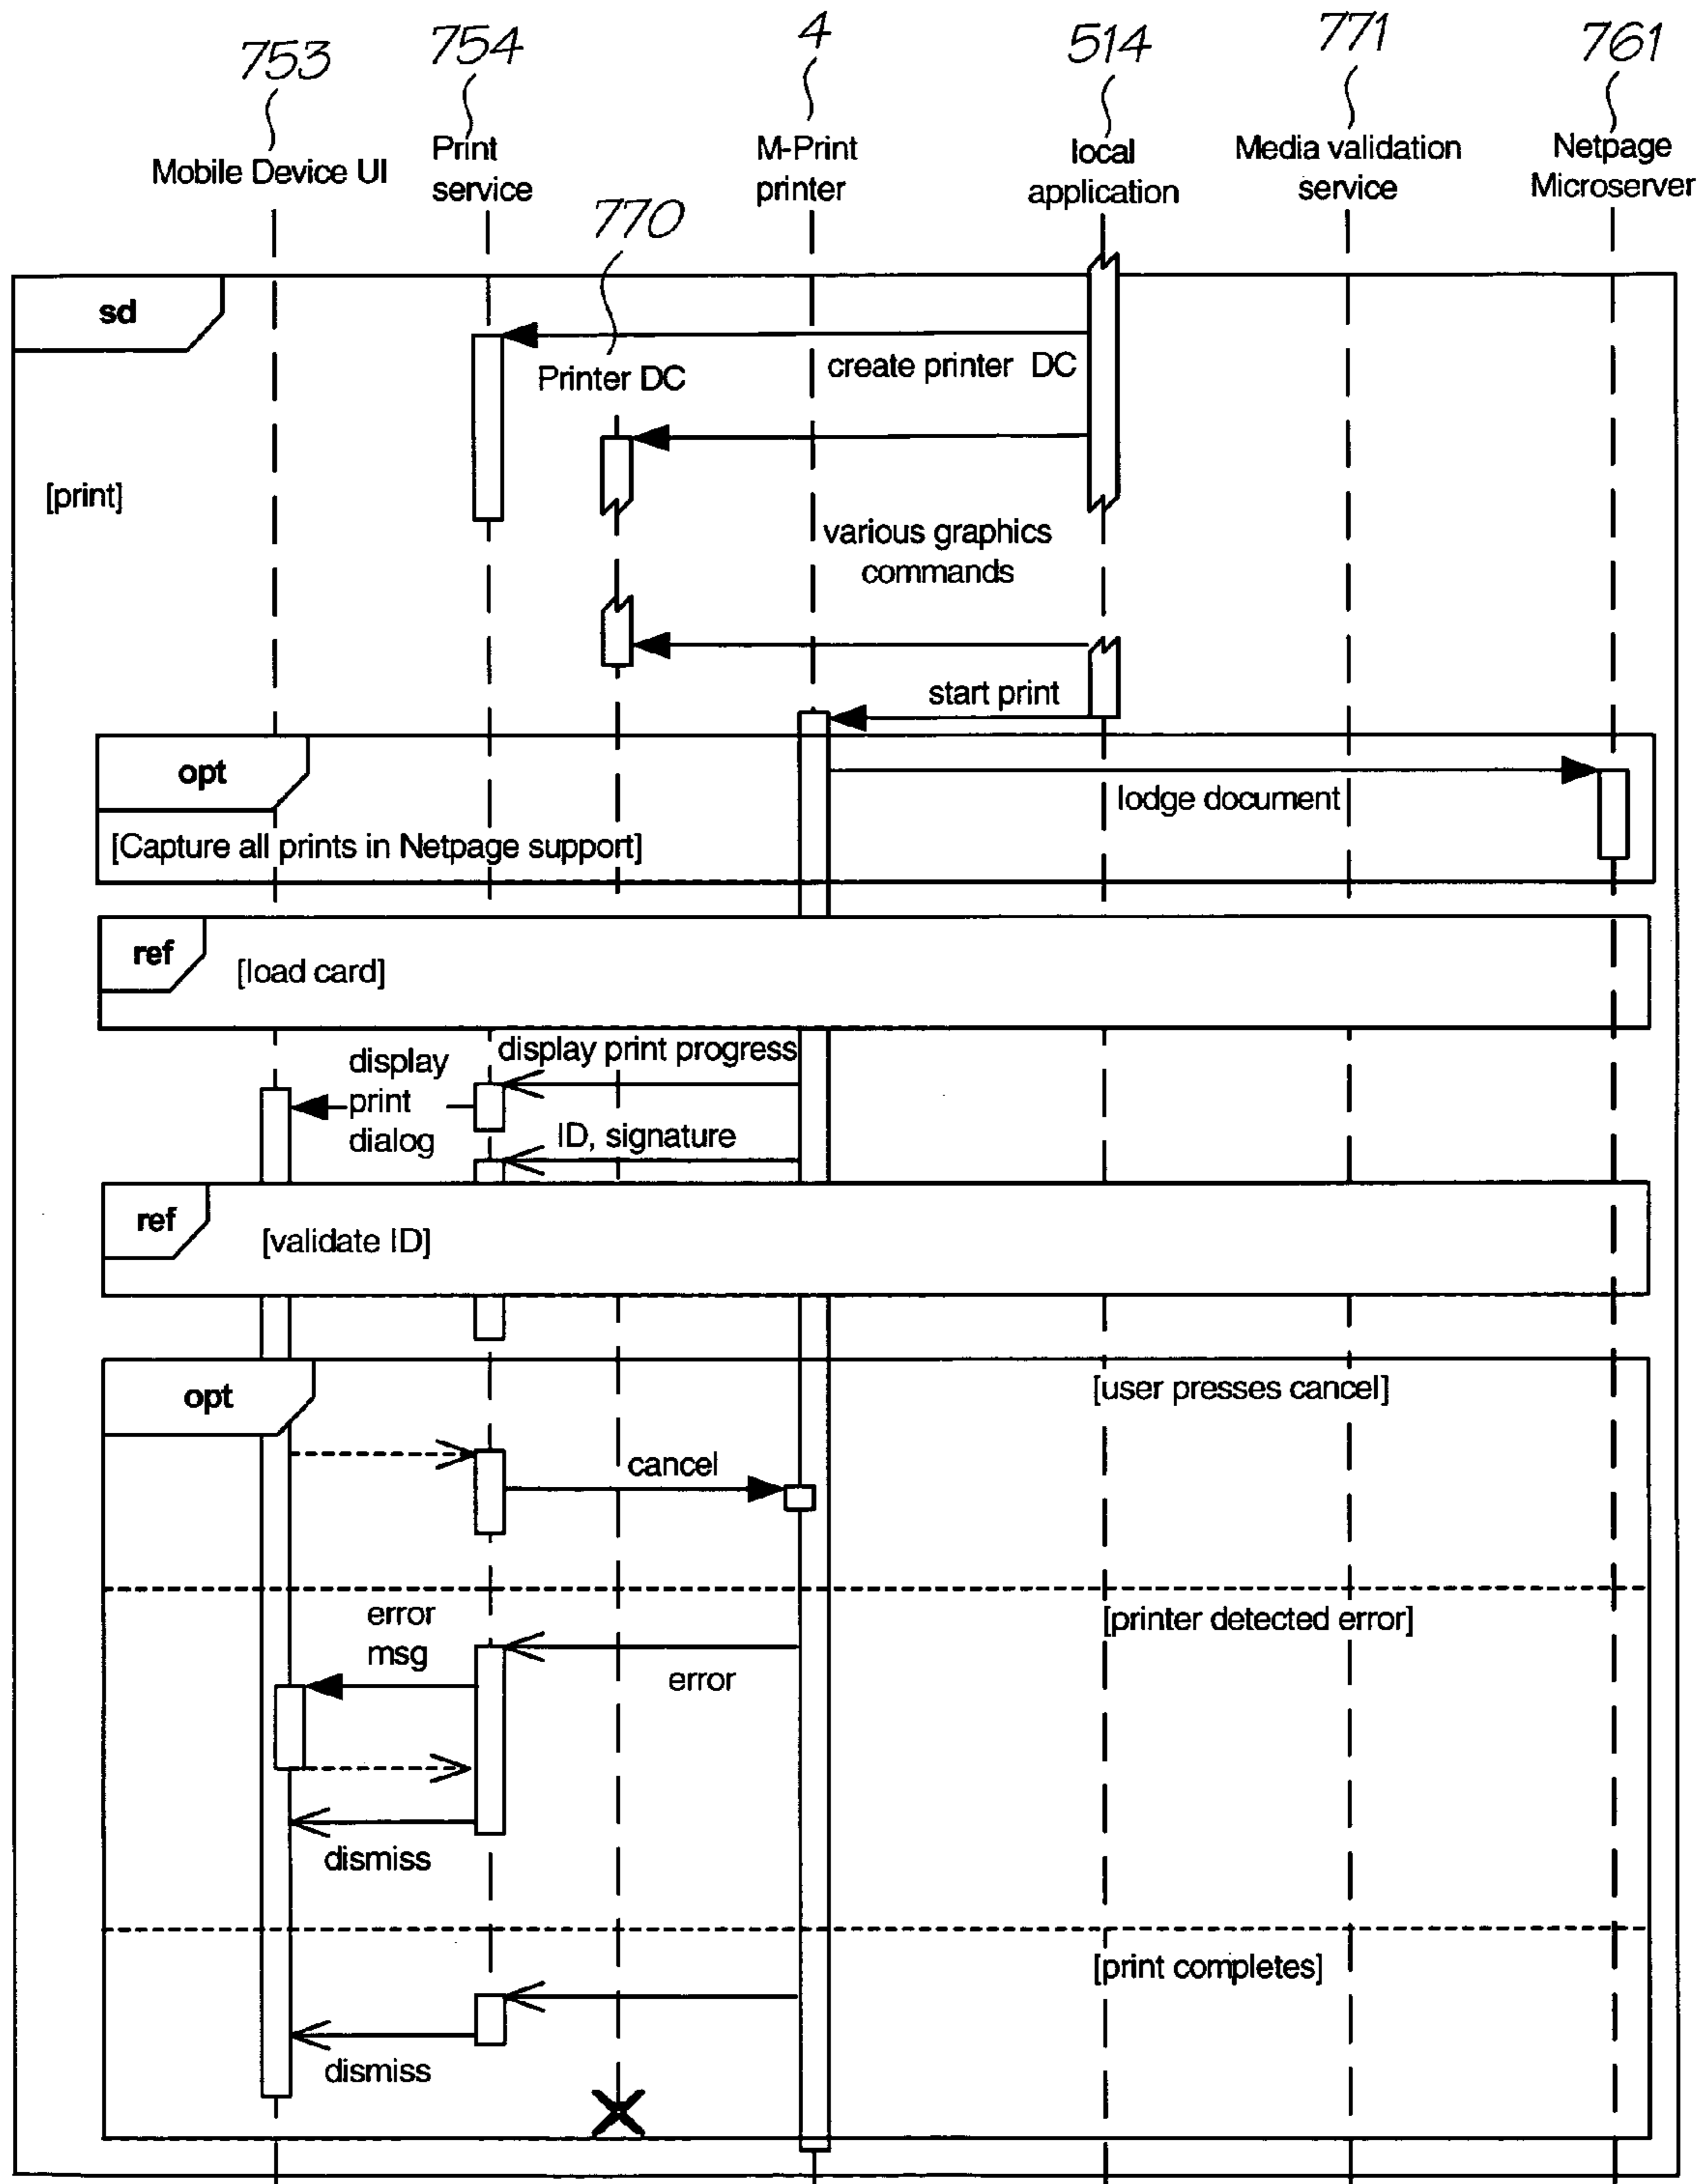 753
754
4
514
771
761
Mobile Device UI
Print
service
M-Print
printer
local
application
Media validation
service
Netpage
Microserver
770
sd
Printer DC
create printer DC
[print]
various graphics
commands
start print
opt
lodge document
[Capture all prints in Netpage support]
ref
[load card]
display print progress
display
print
dialog
ID, signature
ref
[validate ID]
opt
[user presses cancel]
cancel
[printer detected error]
error
msg
error
dismiss
[print completes]
dismiss